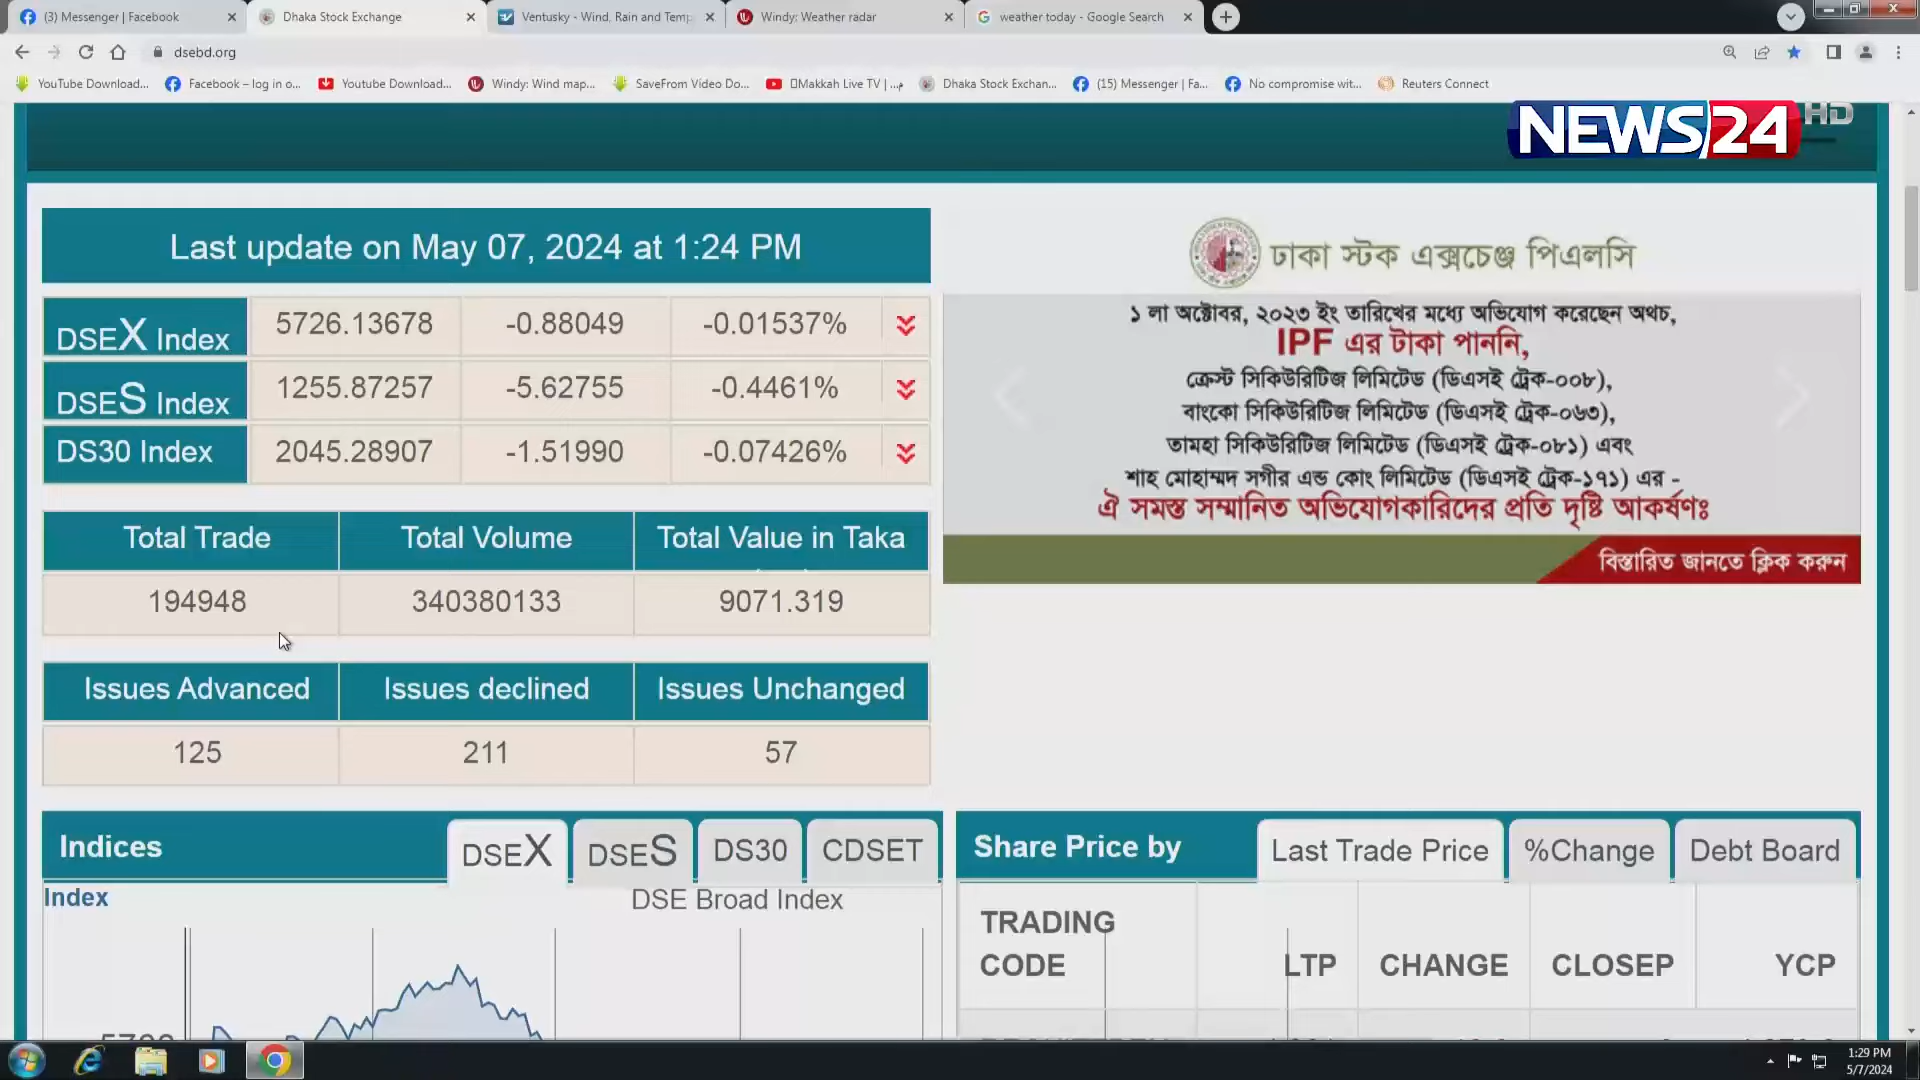 (3) Messenger | Facebook
Dhaka Stock Exchange
Ventusky - Wind, Rain and Temp
Windy: Weather radar
weather today - Google Search
dsebd.org
YouTube Download...
Facebook – log in o...
Youtube Download...
Windy: Wind map...
SaveFrom Video Do...
Makkah Live TV | ...
Dhaka Stock Exchan...
(15) Messenger | Fa...
No compromise wit...
Reuters Connect
NEWS 24
HD
Last update on May 07, 2024 at 1:24 PM
DSEX Index 5726.13678 -0.88049 -0.01537%
DSES Index 1255.87257 -5.62755 -0.4461%
DS30 Index 2045.28907 -1.51990 -0.07426%
Total Trade Total Volume Total Value in Taka
194948 340380133 9071.319
Issues Advanced Issues declined Issues Unchanged
125 211 57
ঢাকা স্টক এক্সচেঞ্জ পিএলসি
১ লা অক্টোবর, ২০২৩ ইং তারিখের মধ্যে অভিযোগ করেছেন অথচ,
IPF এর টাকা পাননি,
ক্রেস্ট সিকিউরিটিজ লিমিটেড (ডিএসই ট্রেক-০০৮),
বাংকো সিকিউরিটিজ লিমিটেড (ডিএসই ট্রেক-০৬৩),
তামহা সিকিউরিটিজ লিমিটেড (ডিএসই ট্রেক-০৮১) এবং
শাহ মোহাম্মদ সগীর এন্ড কোং লিমিটেড (ডিএসই ট্রেক-১৭১) এর -
ঐ সমস্ত সম্মানিত অভিযোগকারিদের প্রতি দৃষ্টি আকর্ষণঃ
বিস্তারিত জানতে ক্লিক করুন
Indices DSEX DSES DS30 CDSET
Index
DSE Broad Index
Share Price by Last Trade Price %Change Debt Board
TRADING
CODE LTP CHANGE CLOSEP YCP
1:29 PM
5/7/2024